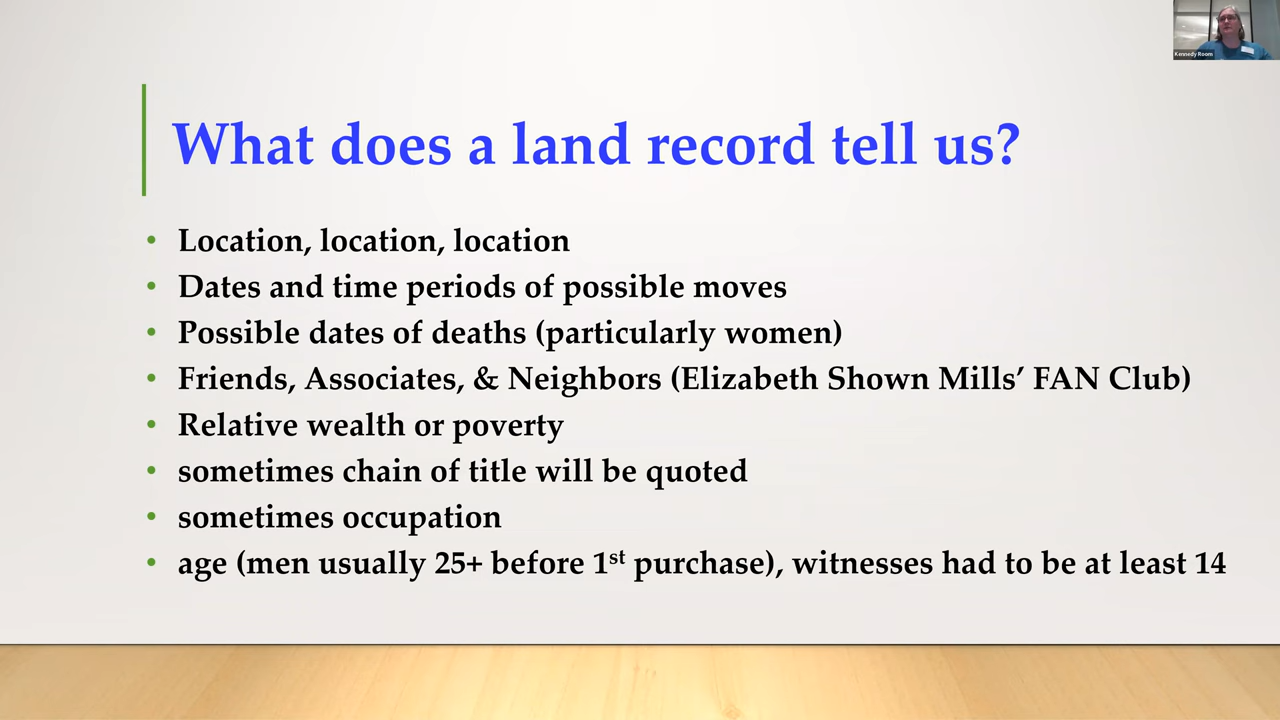 Kennedy Room
What does a land record tell us?
• Location, location, location
• Dates and time periods of possible moves
• Possible dates of deaths (particularly women)
• Friends, Associates, & Neighbors (Elizabeth Shown Mills’ FAN Club)
• Relative wealth or poverty
• sometimes chain of title will be quoted
• sometimes occupation
• age (men usually 25+ before 1st purchase), witnesses had to be at least 14